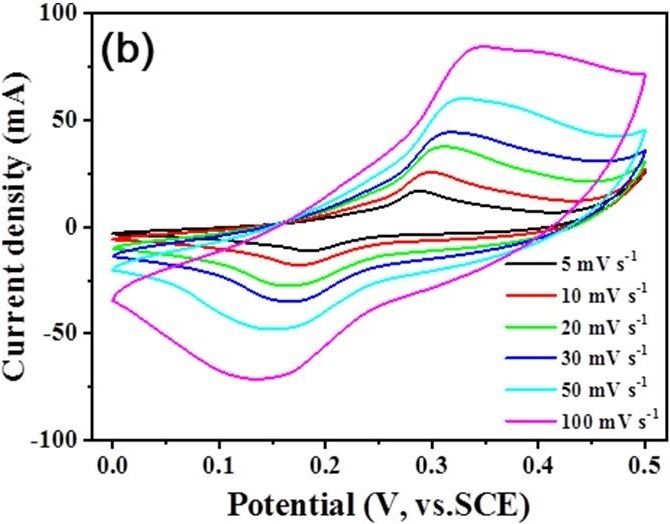 (b)
100
50
0
-50
-100
Current density (mA)
5 mV s⁻¹
10 mV s⁻¹
20 mV s⁻¹
30 mV s⁻¹
50 mV s⁻¹
100 mV s⁻¹
0.0 0.1 0.2 0.3 0.4 0.5
Potential (V, vs.SCE)